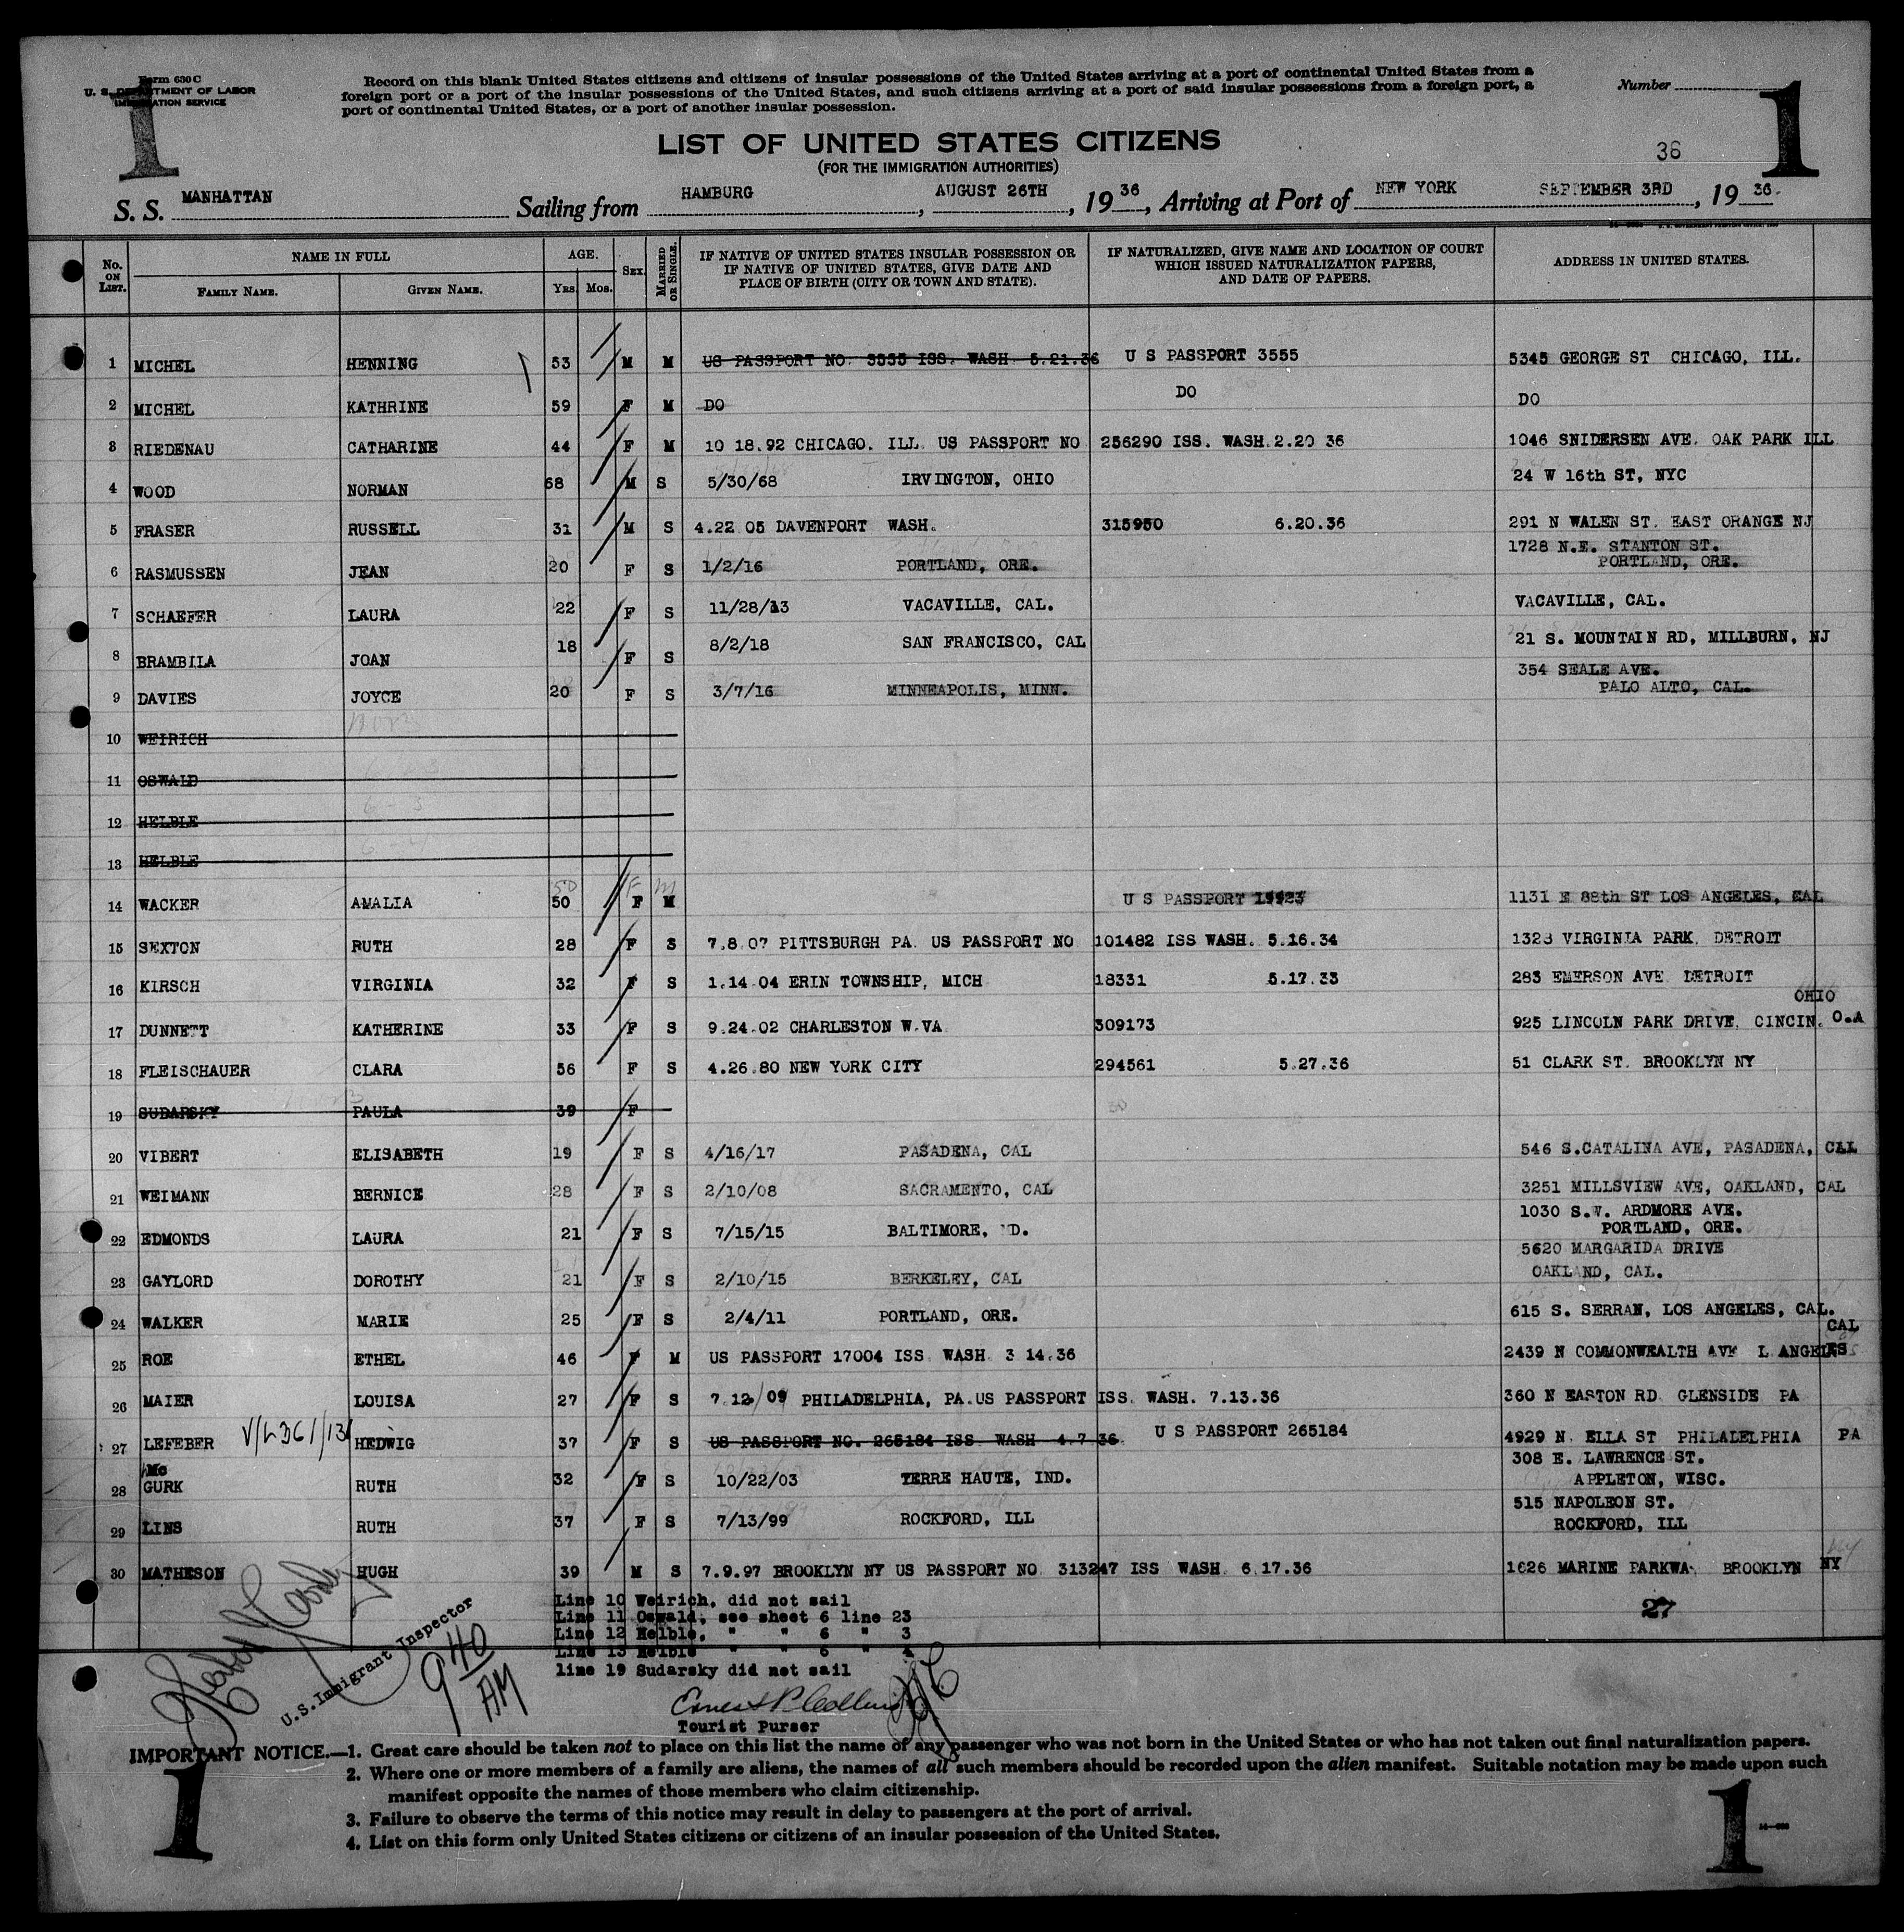 Form 630 C
U. S. DEPARTMENT OF LABOR
IMMIGRATION SERVICE
1
Record on this blank United States citizens and citizens of insular possessions of the United States arriving at a port of continental United States from a
foreign port or a port of the insular possessions of the United States, and such citizens arriving at a port of said insular possessions from a foreign port, a
port of continental United States, or a port of another insular possession.
Number
1
LIST OF UNITED STATES CITIZENS
(FOR THE IMMIGRATION AUTHORITIES)
36
S. S. MANHATTAN Sailing from HAMBURG, AUGUST 26TH, 1936, Arriving at Port of NEW YORK SEPTEMBER 3RD, 1936.
No. ON LIST. NAME IN FULL FAMILY NAME. GIVEN NAME. AGE. YRS. MOS. SEX. MARRIED OR SINGLE. IF NATIVE OF UNITED STATES INSULAR POSSESSION OR IF NATIVE OF UNITED STATES, GIVE DATE AND PLACE OF BIRTH (CITY OR TOWN AND STATE). IF NATURALIZED, GIVE NAME AND LOCATION OF COURT WHICH ISSUED NATURALIZATION PAPERS, AND DATE OF PAPERS. ADDRESS IN UNITED STATES.
1 MICHEL HENNING 53 M M US PASSPORT NO. 3555 ISS. WASH 5.21.36 U S PASSPORT 3555 5345 GEORGE ST CHICAGO, ILL.
2 MICHEL KATHRINE 59 F M DO DO DO
3 RIEDENAU CATHARINE 44 F M 10 18.92 CHICAGO. ILL. US PASSPORT NO 256290 ISS. WASH.2.20 36 1046 SNIDERSEN AVE. OAK PARK ILL
4 WOOD NORMAN 68 M S 5/30/68 IRVINGTON, OHIO 24 W 16th ST, NYC
5 FRASER RUSSELL 31 M S 4.22 05 DAVENPORT WASH. 315950 6.20.36 291 N WALEN ST. EAST ORANGE NJ
6 RASMUSSEN JEAN 20 F S 1/2/16 PORTLAND, ORE. 1728 N.E. STANTON ST. PORTLAND, ORE.
7 SCHAEFER LAURA 22 F S 11/28/13 VACAVILLE, CAL. VACAVILLE, CAL.
8 BRAMBILA JOAN 18 F S 8/2/18 SAN FRANCISCO, CAL 21 S. MOUNTAIN RD, MILLBURN, NJ
9 DAVIES JOYCE 20 F S 3/7/16 MINNEAPOLIS, MINN. 354 SEALE AVE. PALO ALTO, CAL.
10 WEIRICH
11 OSWALD
12 HELBLE
13 HELBLE
14 WACKER AMALIA 50 F M U S PASSPORT 1131 E 88th ST LOS ANGELES, CAL
15 SEXTON RUTH 28 F S 7.8.07 PITTSBURGH PA. US PASSPORT NO 101482 ISS WASH. 5.16.34 1328 VIRGINIA PARK. DETROIT
16 KIRSCH VIRGINIA 32 F S 1.14 04 ERIN TOWNSHIP, MICH 18331 5.17.33 283 EMERSON AVE DETROIT
17 DUNNETT KATHERINE 33 F S 9.24.02 CHARLESTON W.VA 309173 925 LINCOLN PARK DRIVE, CINCIN. OHIO O.A
18 FLEISCHAUER CLARA 56 F S 4.26.80 NEW YORK CITY 294561 5.27.36 51 CLARK ST. BROOKLYN NY
19 SUDARSKY PAULA 39 F
20 VIBERT ELISABETH 19 F S 4/16/17 PASADENA, CAL 546 S.CATALINA AVE, PASADENA, CAL
21 WEIMANN BERNICE 28 F S 2/10/08 SACRAMENTO, CAL 3251 MILLSVIEW AVE, OAKLAND, CAL
22 EDMONDS LAURA 21 F S 7/15/15 BALTIMORE, MD. 1030 S.W. ARDMORE AVE. PORTLAND, ORE.
23 GAYLORD DOROTHY 21 F S 2/10/15 BERKELEY, CAL 5620 MARGARIDA DRIVE OAKLAND, CAL.
24 WALKER MARIE 25 F S 2/4/11 PORTLAND, ORE. 615 S. SERRAN, LOS ANGELES, CAL.
25 ROE ETHEL 46 F M US PASSPORT 17004 ISS WASH 3 14.36 2439 N COMMONWEALTH AVE L ANGELES CAL
26 MAIER LOUISA 27 F S 7.12/09 PHILADELPHIA, PA.US PASSPORT ISS. WASH. 7.13.36 360 N EASTON RD GLENSIDE PA
27 LEFEBER HEDWIG 37 F S US PASSPORT NO. 265184 ISS WASH 4.7.36 U S PASSPORT 265184 4929 N ELLA ST PHILALELPHIA PA
28 Mc GURK RUTH 32 F S 10/22/03 TERRE HAUTE, IND. 308 E. LAWRENCE ST. APPLETON, WISC.
29 LINS RUTH 37 F S 7/13/99 ROCKFORD, ILL 515 NAPOLEON ST. ROCKFORD, ILL
30 MATHESON HUGH 39 M S 7.9.97 BROOKLYN NY US PASSPORT NO 313247 ISS WASH 6.17.36 1626 MARINE PARKWA BROOKLYN NY
Line 10 Weirich, did not sail
Line 11 Oswald, see sheet 6 line 23
Line 12 Helble, " " 6 " 3
Line 13 Helble " " 6 " 4
line 19 Sudarsky did not sail
27
U.S.Immigrant Inspector
9 40 AM
Tourist Purser
IMPORTANT NOTICE.—1. Great care should be taken not to place on this list the name of any passenger who was not born in the United States or who has not taken out final naturalization papers.
2. Where one or more members of a family are aliens, the names of all such members should be recorded upon the alien manifest. Suitable notation may be made upon such
manifest opposite the names of those members who claim citizenship.
3. Failure to observe the terms of this notice may result in delay to passengers at the port of arrival.
4. List on this form only United States citizens or citizens of an insular possession of the United States.
1
1